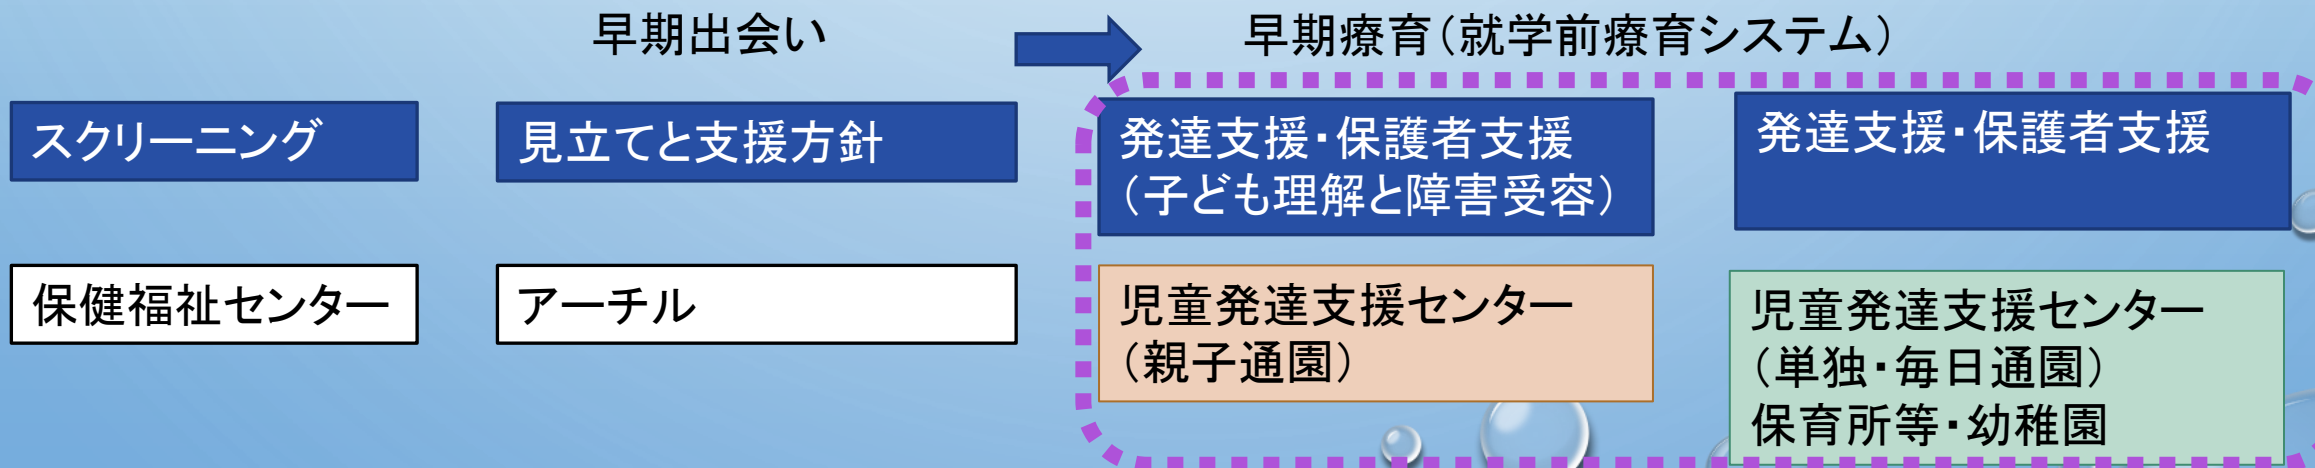 早期出会い
早期療育（就学前療育システム）
スクリーニング
見立てと支援方針
発達支援・保護者支援
（子ども理解と障害受容）
発達支援・保護者支援
保健福祉センター
アーチル
児童発達支援センター
（親子通園）
児童発達支援センター
（単独・毎日通園）
保育所等・幼稚園